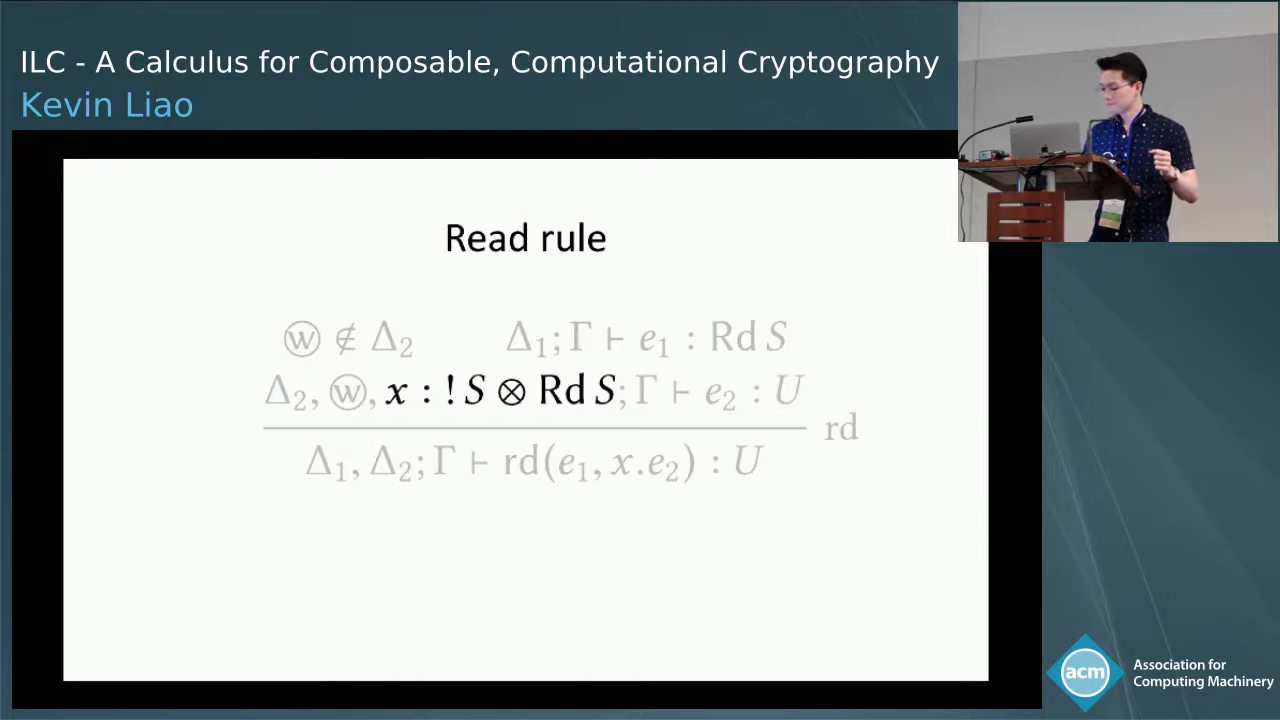 ILC - A Calculus for Composable, Computational Cryptography
Kevin Liao
Read rule
ⓦ ∉ Δ₂ Δ₁; Γ ⊢ e₁ : Rd S
Δ₂, ⓦ, x : ! S ⊗ Rd S; Γ ⊢ e₂ : U
rd
Δ₁, Δ₂; Γ ⊢ rd(e₁, x.e₂) : U
acm
Association for
Computing Machinery